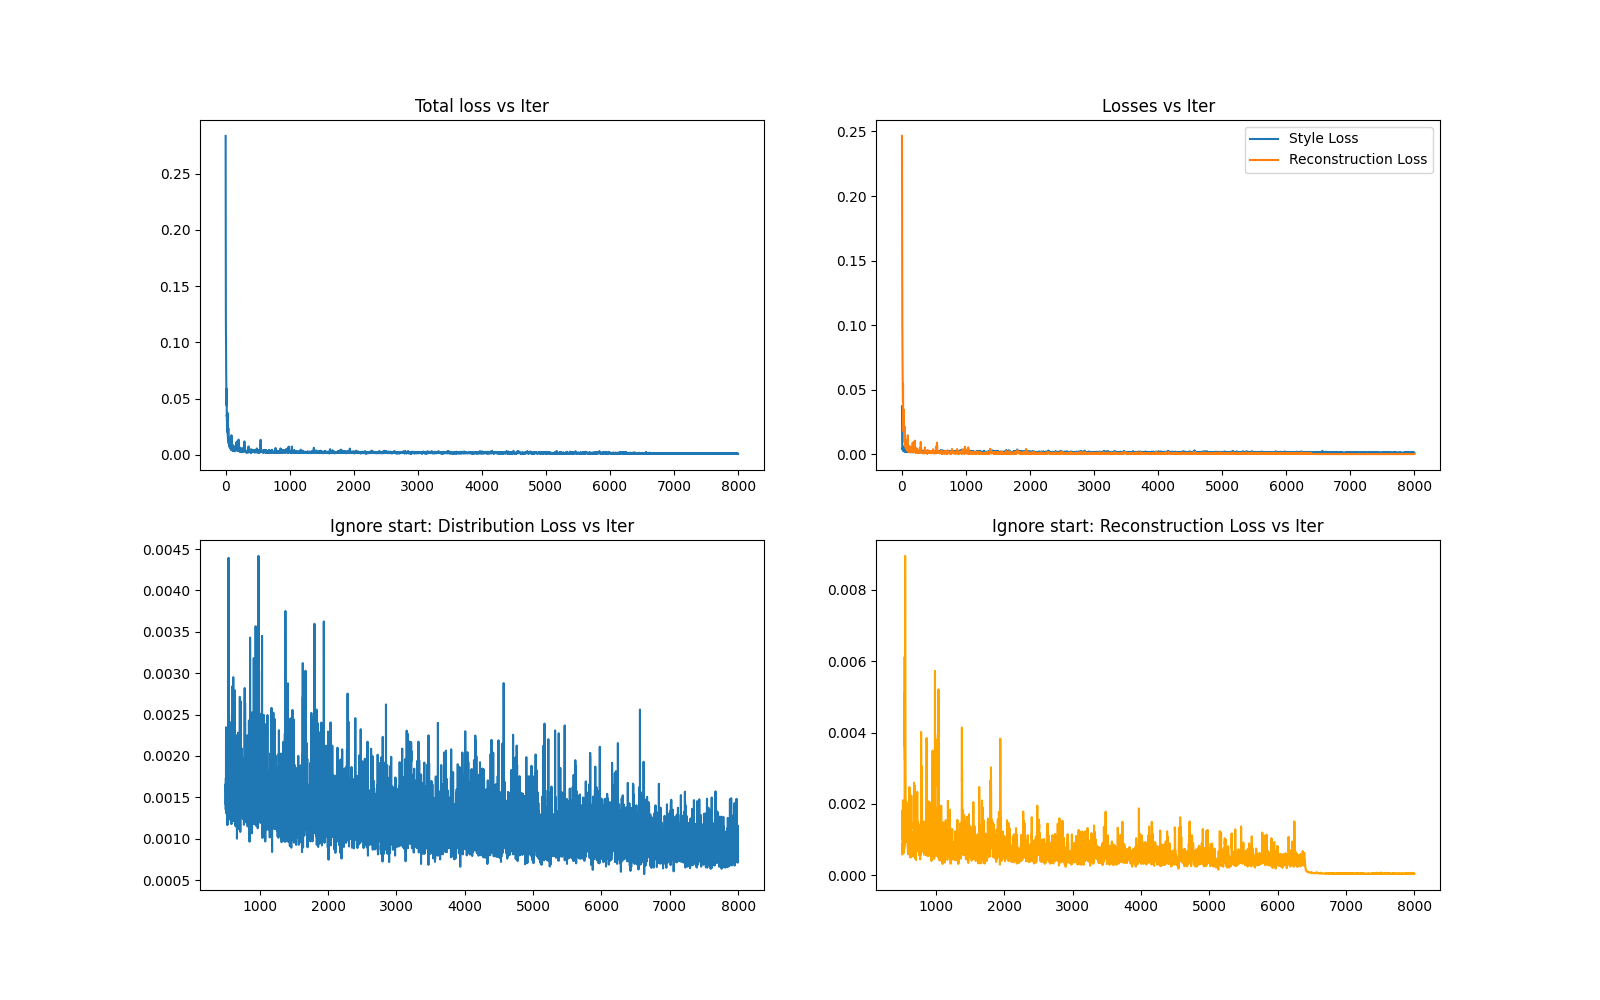 Total loss vs Iter
0.25
0.20
0.15
0.10
0.05
0.00
0 1000 2000 3000 4000 5000 6000 7000 8000
Losses vs Iter
Style Loss
Reconstruction Loss
0.25
0.20
0.15
0.10
0.05
0.00
0 1000 2000 3000 4000 5000 6000 7000 8000
Ignore start: Distribution Loss vs Iter
0.0045
0.0040
0.0035
0.0030
0.0025
0.0020
0.0015
0.0010
0.0005
1000 2000 3000 4000 5000 6000 7000 8000
Ignore start: Reconstruction Loss vs Iter
0.008
0.006
0.004
0.002
0.000
1000 2000 3000 4000 5000 6000 7000 8000